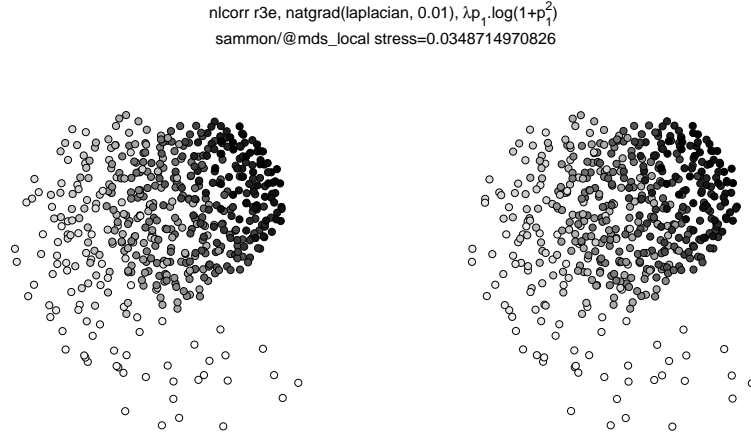 nlcorr r3e, natgrad(laplacian, 0.01), λp₁.log(1+p₁²)
sammon/@mds_local stress=0.0348714970826